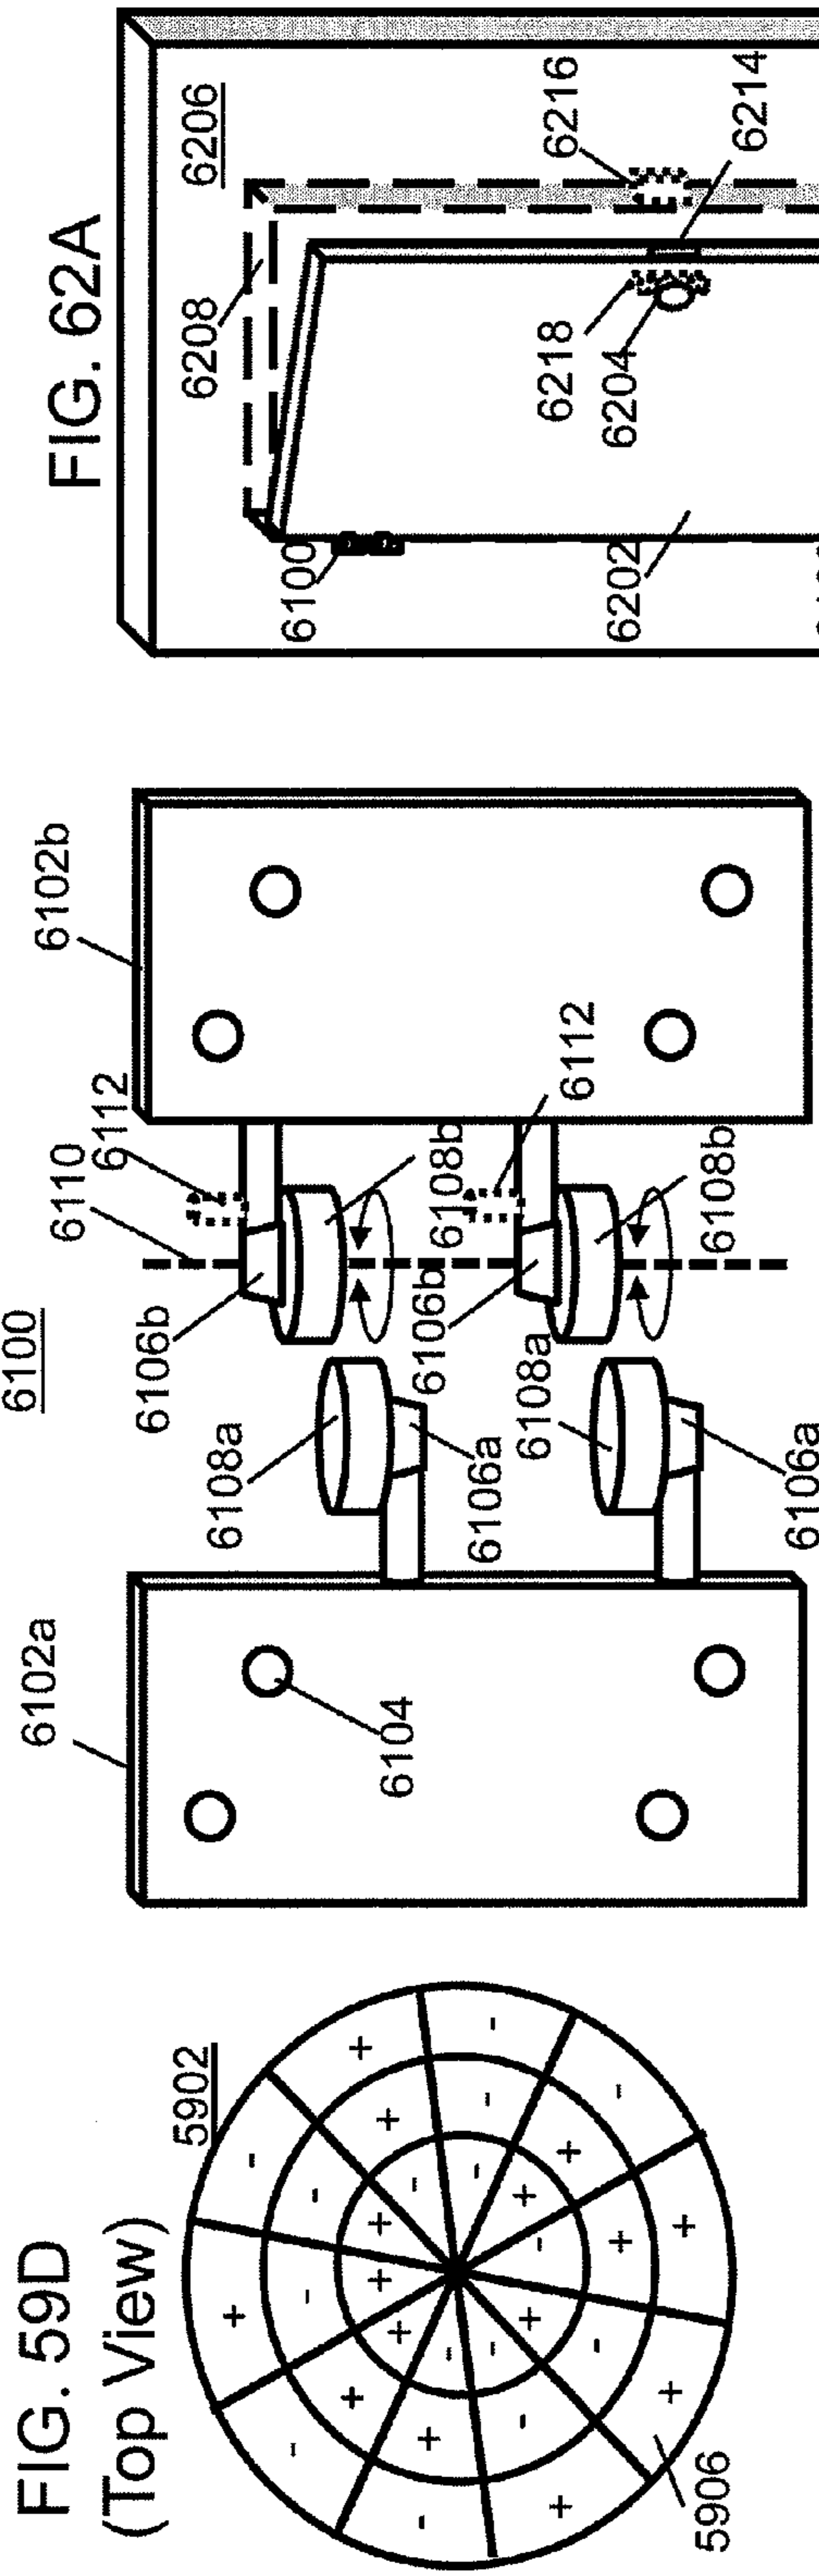 FIG. 59D
(Top View)
5902
- + - - + + + - - +
- + - + + - - + + -
+ - - + - + - - + +
5906
6100
6102a
6104
6108a
6106a
6108a
6106a
6106b
6110
6112
6108b
6106b
6112
6108b
6102b
FIG. 62A
6206
6208
6100
6216
6218
6204
6214
6202